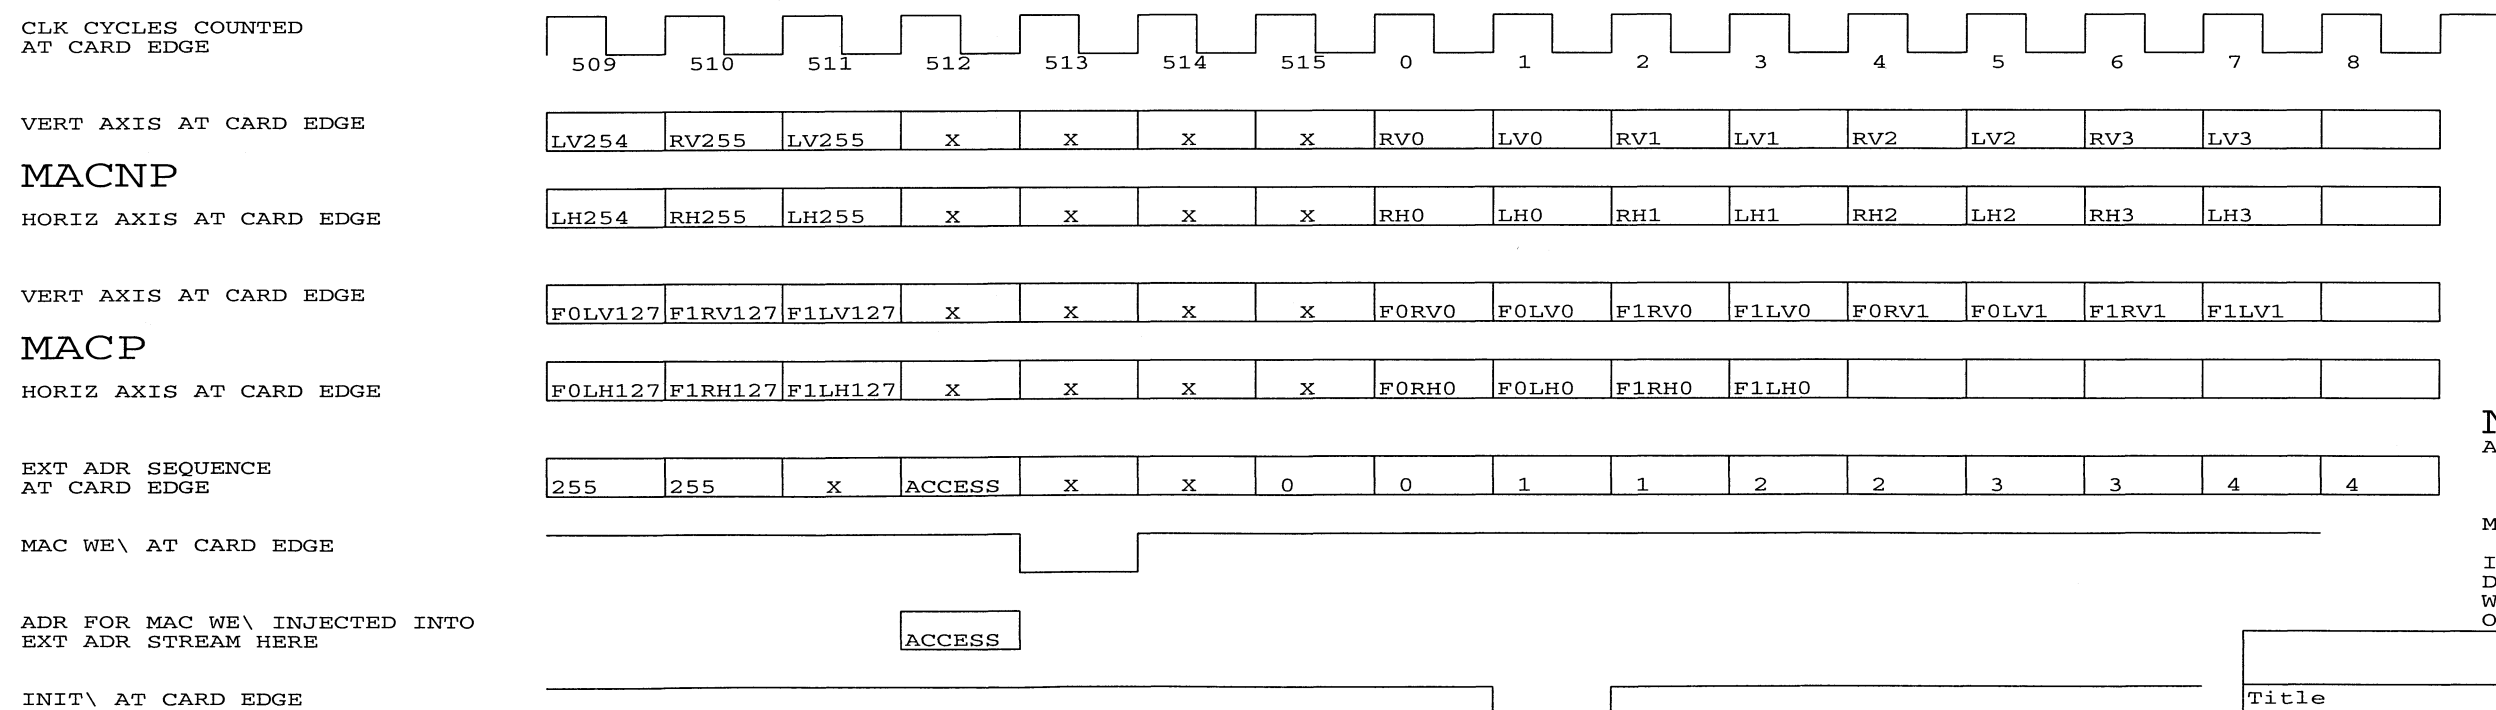 CLK CYCLES COUNTED
AT CARD EDGE
509 510 511 512 513 514 515 0 1 2 3 4 5 6 7 8
VERT AXIS AT CARD EDGE
LV254 RV255 LV255 X X X X RV0 LV0 RV1 LV1 RV2 LV2 RV3 LV3
MACNP
HORIZ AXIS AT CARD EDGE
LH254 RH255 LH255 X X X X RH0 LH0 RH1 LH1 RH2 LH2 RH3 LH3
VERT AXIS AT CARD EDGE
F0LV127 F1RV127 F1LV127 X X X X F0RV0 F0LV0 F1RV0 F1LV0 F0RV1 F0LV1 F1RV1 F1LV1
MACP
HORIZ AXIS AT CARD EDGE
F0LH127 F1RH127 F1LH127 X X X X F0RH0 F0LH0 F1RH0 F1LH0
EXT ADR SEQUENCE
AT CARD EDGE
255 255 X ACCESS X X 0 0 1 1 2 2 3 3 4 4
MAC WE\ AT CARD EDGE
ADR FOR MAC WE\ INJECTED INTO
EXT ADR STREAM HERE
ACCESS
INIT\ AT CARD EDGE
Title